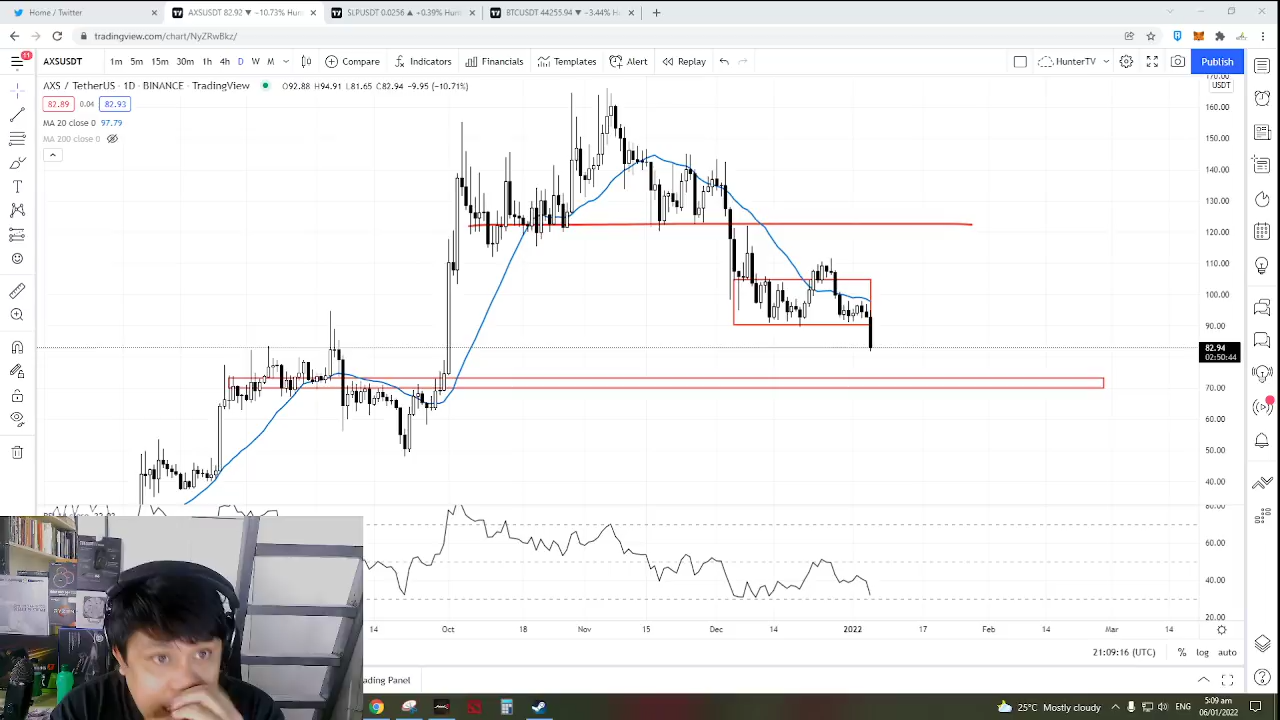 Home / Twitter
AXSUSDT 82.92 ▼ −10.73% Hun
SLPUSDT 0.0256 ▲ +0.39% Hunt
BTCUSDT 44255.94 ▼ −3.44% Hu
tradingview.com/chart/NyZRwBkz/
11
AXSUSDT 1m 5m 15m 30m 1h 4h D W M Compare Indicators Financials Templates Alert Replay HunterTV Publish
AXS / TetherUS · 1D · BINANCE · TradingView O92.88 H94.91 L81.65 C82.94 −9.95 (−10.71%)
82.89 0.04 82.93
MA 20 close 0 97.79
MA 200 close 0
170.00
USDT
160.00
150.00
140.00
130.00
120.00
110.00
100.00
90.00
82.94
02:50:44
70.00
60.00
50.00
40.00
80.00
60.00
40.00
20.00
14 Oct 18 Nov 15 Dec 14 2022 17 Feb 14 Mar 14
21:09:16 (UTC) % log auto
ading Panel
25°C Mostly cloudy ENG 5:09
06/01/2022